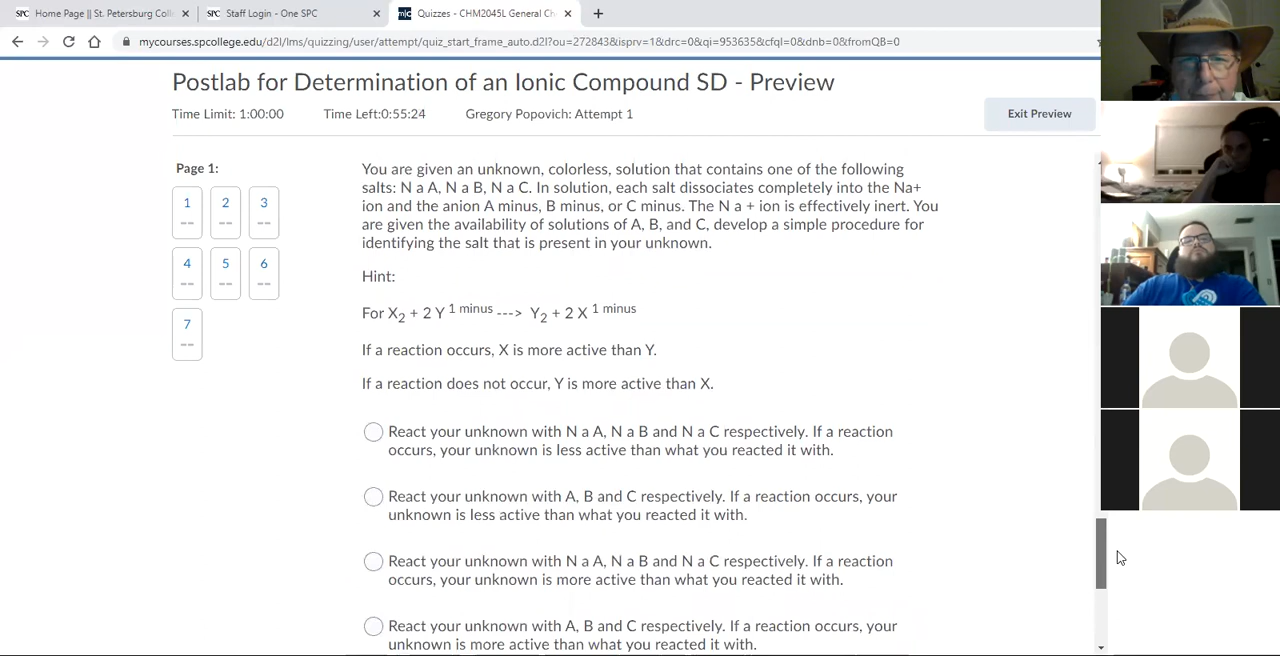 Home Page || St. Petersburg Coll
Staff Login - One SPC
Quizzes - CHM2045L General Ch
mycourses.spcollege.edu/d2l/lms/quizzing/user/attempt/quiz_start_frame_auto.d2l?ou=272843&isprv=1&drc=0&qi=953635&cfql=0&dnb=0&fromQB=0
Postlab for Determination of an Ionic Compound SD - Preview
Time Limit: 1:00:00 Time Left:0:55:24 Gregory Popovich: Attempt 1
Exit Preview
Page 1:
1 2 3
-- -- --
4 5 6
-- -- --
7
--
You are given an unknown, colorless, solution that contains one of the following
salts: N a A, N a B, N a C. In solution, each salt dissociates completely into the Na+
ion and the anion A minus, B minus, or C minus. The N a + ion is effectively inert. You
are given the availability of solutions of A, B, and C, develop a simple procedure for
identifying the salt that is present in your unknown.
Hint:
For X₂ + 2 Y 1 minus ---> Y₂ + 2 X 1 minus
If a reaction occurs, X is more active than Y.
If a reaction does not occur, Y is more active than X.
React your unknown with N a A, N a B and N a C respectively. If a reaction
occurs, your unknown is less active than what you reacted it with.
React your unknown with A, B and C respectively. If a reaction occurs, your
unknown is less active than what you reacted it with.
React your unknown with N a A, N a B and N a C respectively. If a reaction
occurs, your unknown is more active than what you reacted it with.
React your unknown with A, B and C respectively. If a reaction occurs, your
unknown is more active than what you reacted it with.